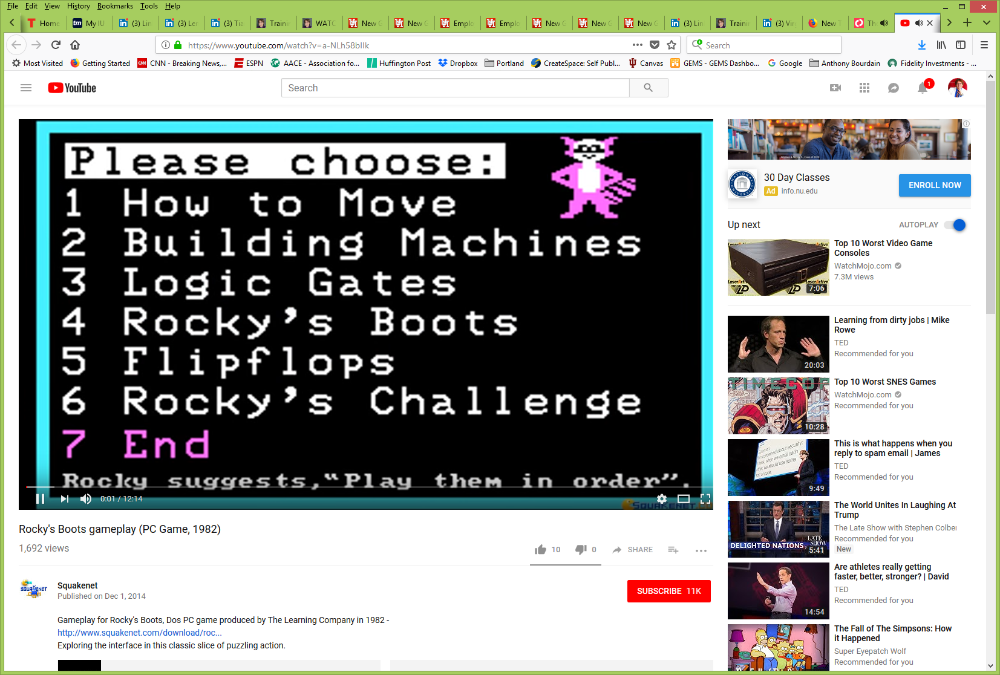 File Edit View History Bookmarks Tools Help
Home My IU (3) Lin (3) Ler (3) Tia Trainin WATC New G New G Emplo Emplo New G New G New G (3) Lin Trainin (3) Vir New T The
https://www.youtube.com/watch?v=a-NLh58bIIk
Search
Most Visited Getting Started CNN - Breaking News,... ESPN AACE - Association fo... Huffington Post Dropbox Portland CreateSpace: Self Publ... Canvas GEMS - GEMS Dashbo... Google Anthony Bourdain Fidelity Investments - ...
YouTube
Search
1
Please choose:
1 How to Move
2 Building Machines
3 Logic Gates
4 Rocky's Boots
5 Flipflops
6 Rocky's Challenge
7 End
Rocky suggests,"Play them in order".
0:01 / 12:14
SQUAKENET
Rocky's Boots gameplay (PC Game, 1982)
1,692 views
10 0 SHARE
Squakenet
Published on Dec 1, 2014
SUBSCRIBE 11K
Gameplay for Rocky's Boots, Dos PC game produced by The Learning Company in 1982 -
http://www.squakenet.com/download/roc...
Exploring the interface in this classic slice of puzzling action.
30 Day Classes
Ad info.nu.edu
ENROLL NOW
Up next
AUTOPLAY
Top 10 Worst Video Game
Consoles
WatchMojo.com
7.3M views
7:06
Learning from dirty jobs | Mike
Rowe
TED
Recommended for you
20:03
Top 10 Worst SNES Games
WatchMojo.com
Recommended for you
10:28
This is what happens when you
reply to spam email | James
TED
Recommended for you
9:49
The World Unites In Laughing At
Trump
The Late Show with Stephen Colber
Recommended for you
New
DELIGHTED NATIONS
LATE SHOW
5:41
Are athletes really getting
faster, better, stronger? | David
TED
Recommended for you
14:54
The Fall of The Simpsons: How
it Happened
Super Eyepatch Wolf
Recommended for you